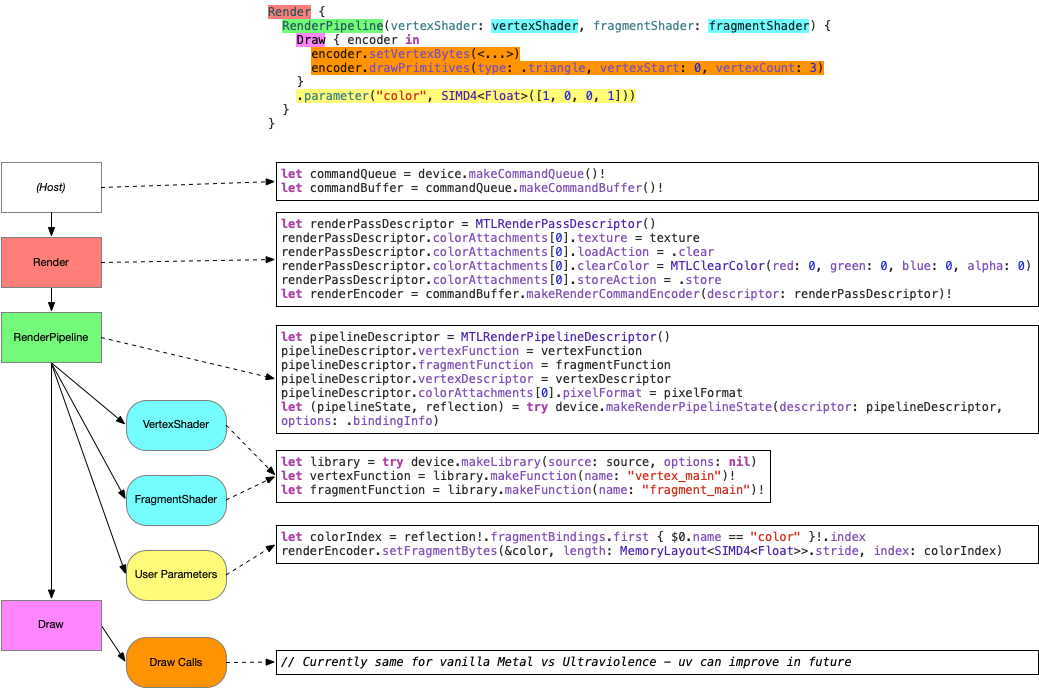 Render {
RenderPipeline(vertexShader: vertexShader, fragmentShader: fragmentShader) {
Draw { encoder in
encoder.setVertexBytes(<...>)
encoder.drawPrimitives(type: .triangle, vertexStart: 0, vertexCount: 3)
}
.parameter("color", SIMD4<Float>([1, 0, 0, 1]))
}
}
(Host)
let commandQueue = device.makeCommandQueue()!
let commandBuffer = commandQueue.makeCommandBuffer()!
Render
let renderPassDescriptor = MTLRenderPassDescriptor()
renderPassDescriptor.colorAttachments[0].texture = texture
renderPassDescriptor.colorAttachments[0].loadAction = .clear
renderPassDescriptor.colorAttachments[0].clearColor = MTLClearColor(red: 0, green: 0, blue: 0, alpha: 0)
renderPassDescriptor.colorAttachments[0].storeAction = .store
let renderEncoder = commandBuffer.makeRenderCommandEncoder(descriptor: renderPassDescriptor)!
RenderPipeline
let pipelineDescriptor = MTLRenderPipelineDescriptor()
pipelineDescriptor.vertexFunction = vertexFunction
pipelineDescriptor.fragmentFunction = fragmentFunction
pipelineDescriptor.vertexDescriptor = vertexDescriptor
pipelineDescriptor.colorAttachments[0].pixelFormat = pixelFormat
let (pipelineState, reflection) = try device.makeRenderPipelineState(descriptor: pipelineDescriptor,
options: .bindingInfo)
VertexShader
FragmentShader
let library = try device.makeLibrary(source: source, options: nil)
let vertexFunction = library.makeFunction(name: "vertex_main")!
let fragmentFunction = library.makeFunction(name: "fragment_main")!
User Parameters
let colorIndex = reflection!.fragmentBindings.first { $0.name == "color" }!.index
renderEncoder.setFragmentBytes(&color, length: MemoryLayout<SIMD4<Float>>.stride, index: colorIndex)
Draw
Draw Calls
// Currently same for vanilla Metal vs Ultraviolence – uv can improve in future